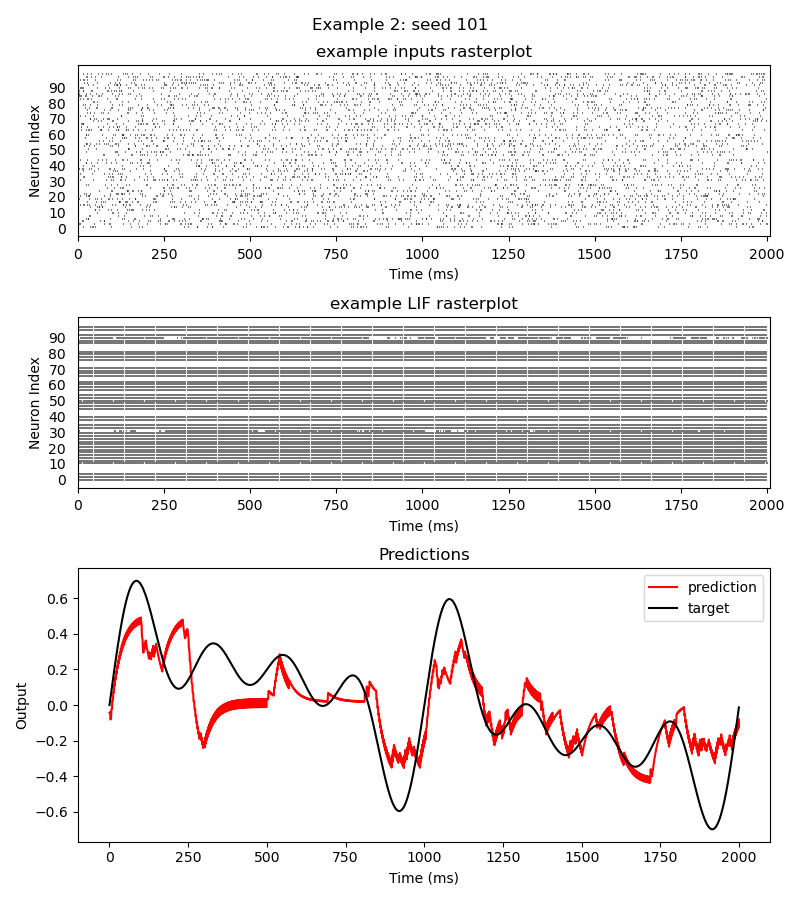 Example 2: seed 101
example inputs rasterplot
Neuron Index
90
80
70
60
50
40
30
20
10
0
0 250 500 750 1000 1250 1500 1750 2000
Time (ms)
example LIF rasterplot
Neuron Index
90
80
70
60
50
40
30
20
10
0
0 250 500 750 1000 1250 1500 1750 2000
Time (ms)
Predictions
Output
prediction
target
0.6
0.4
0.2
0.0
−0.2
−0.4
−0.6
0 250 500 750 1000 1250 1500 1750 2000
Time (ms)